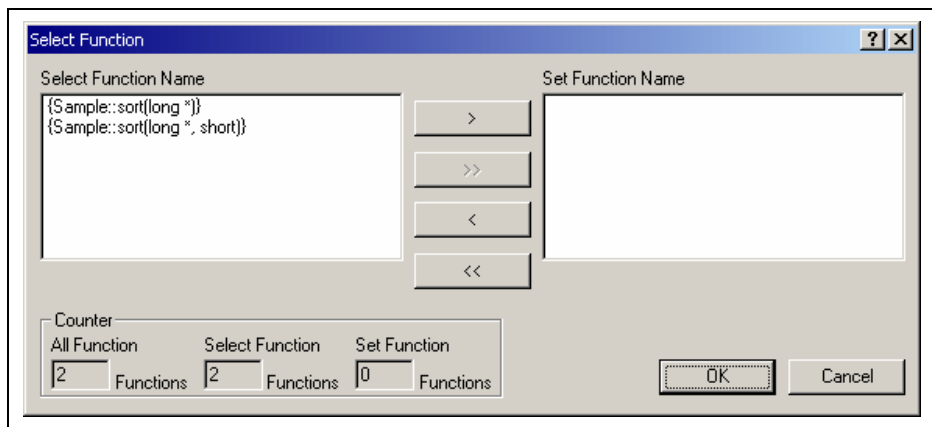 Select Function
Select Function Name
Set Function Name
{Sample::sort(long *)}
{Sample::sort(long *, short)}
>
>>
<
<<
Counter
All Function
Select Function
Set Function
2 Functions
2 Functions
0 Functions
OK
Cancel